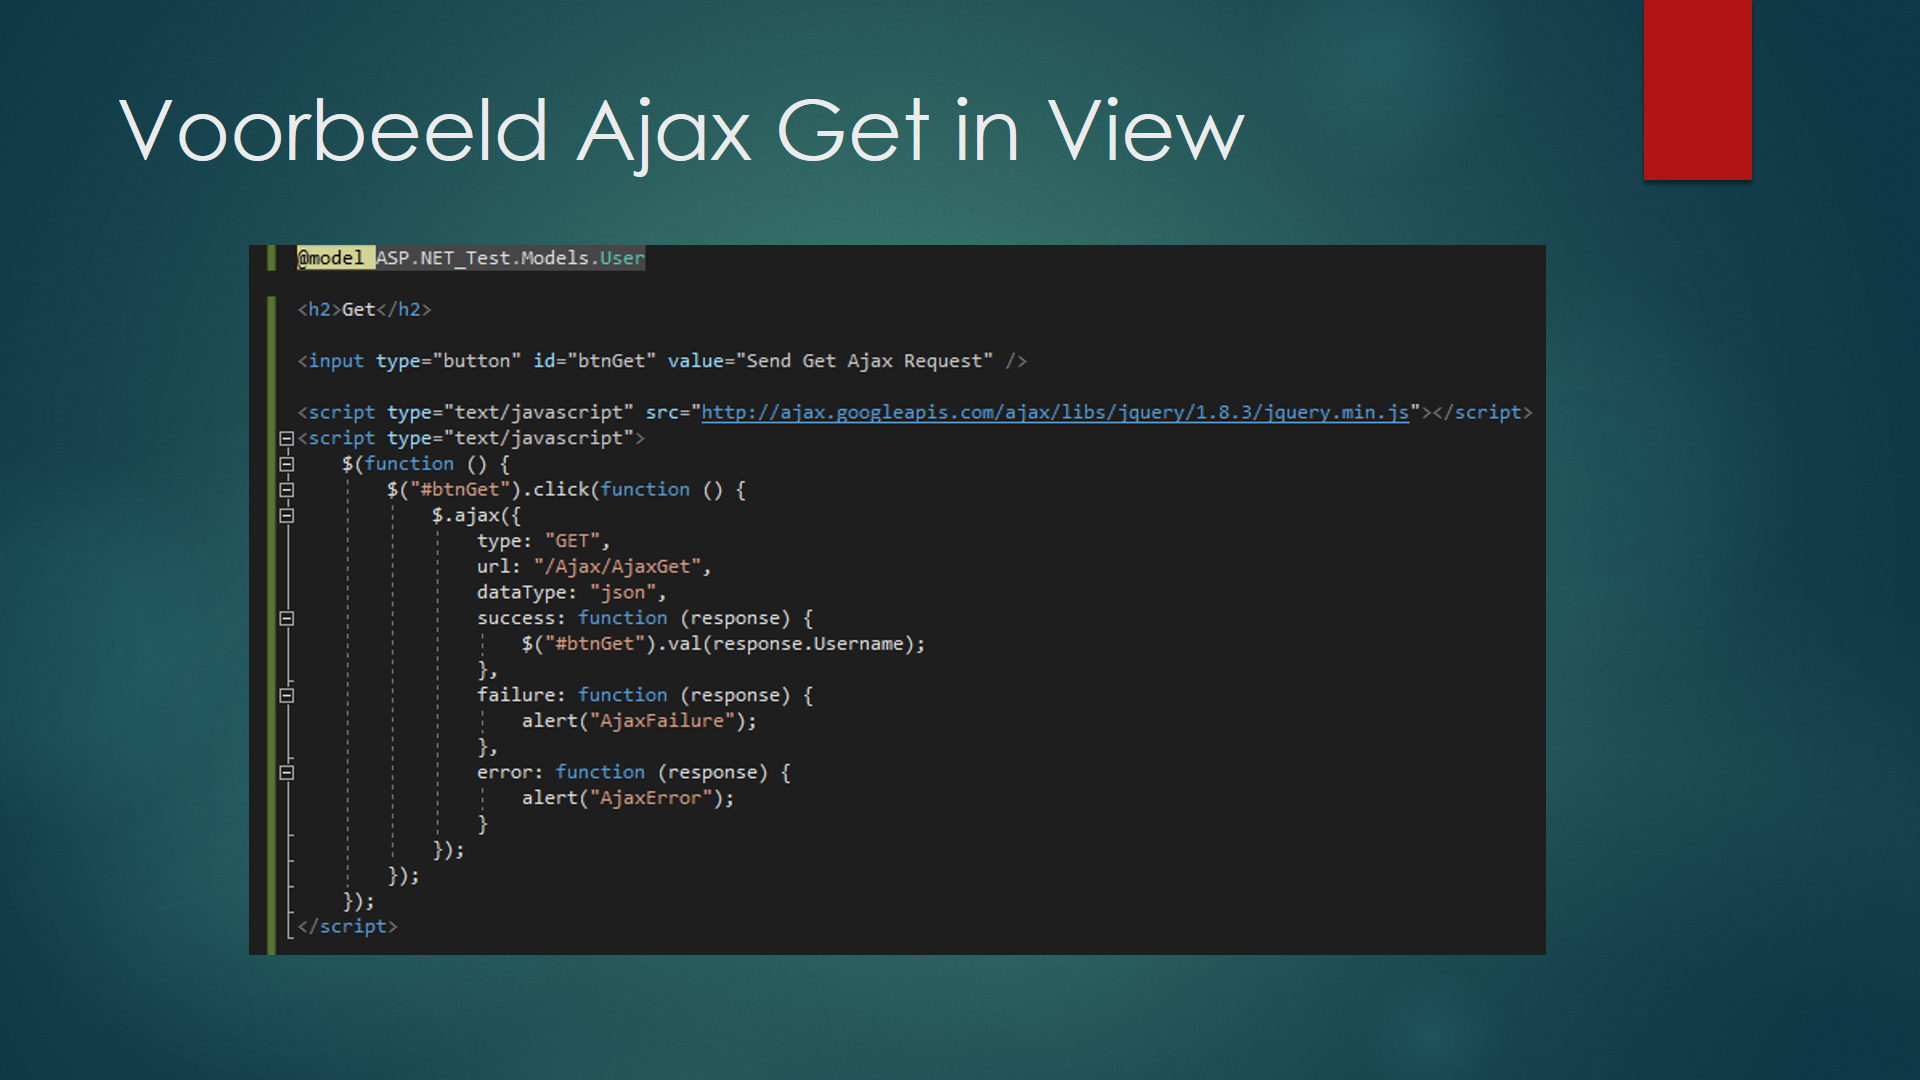 Voorbeeld Ajax Get in View
@model ASP.NET_Test.Models.User
<h2>Get</h2>
<input type="button" id="btnGet" value="Send Get Ajax Request" />
<script type="text/javascript" src="http://ajax.googleapis.com/ajax/libs/jquery/1.8.3/jquery.min.js"></script>
<script type="text/javascript">
$(function () {
$("#btnGet").click(function () {
$.ajax({
type: "GET",
url: "/Ajax/AjaxGet",
dataType: "json",
success: function (response) {
$("#btnGet").val(response.Username);
},
failure: function (response) {
alert("AjaxFailure");
},
error: function (response) {
alert("AjaxError");
}
});
});
});
</script>